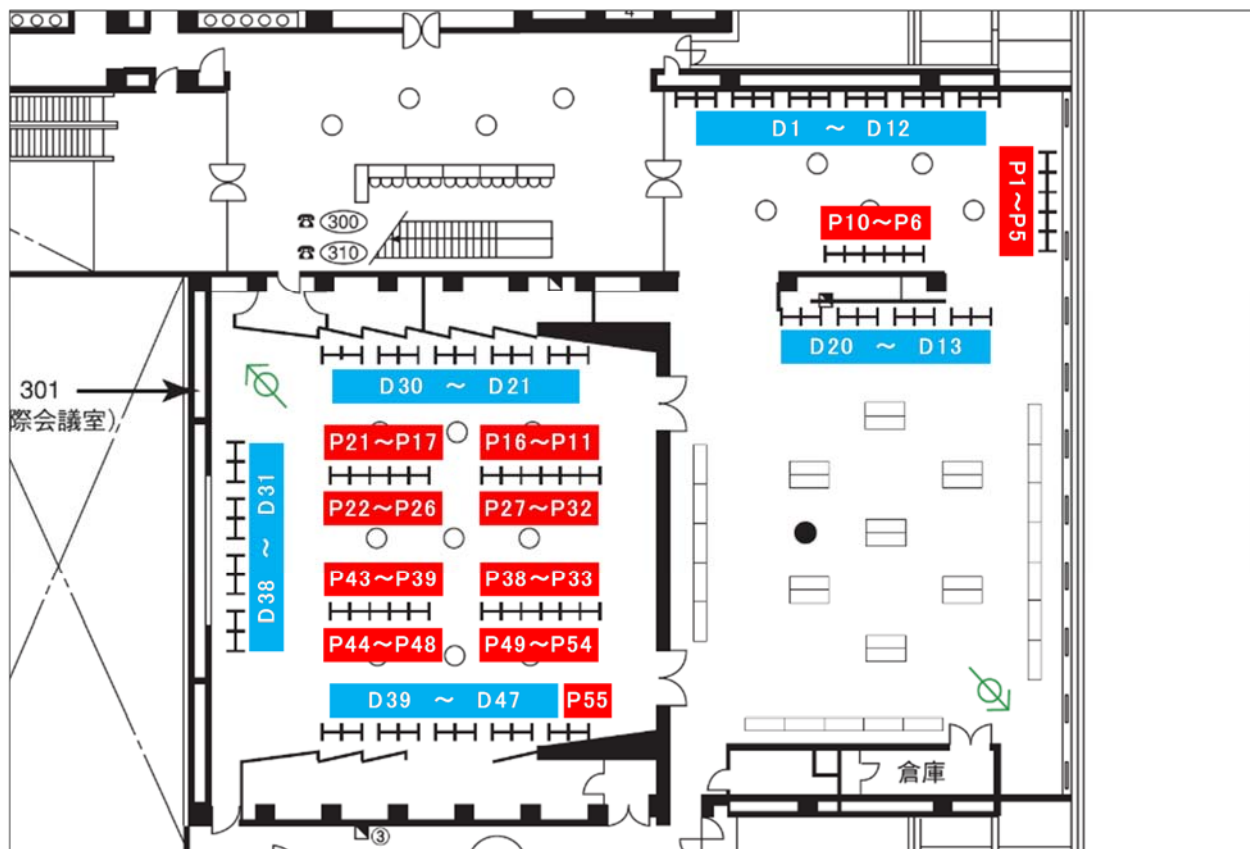 4
D1 ～ D12
P1～P5
P10～P6
300
310
D20 ～ D13
301
際会議室）
D30 ～ D21
P21～P17
P16～P11
D38 ～ D31
P22～P26
P27～P32
P43～P39
P38～P33
P44～P48
P49～P54
D39 ～ D47
P55
倉庫
③